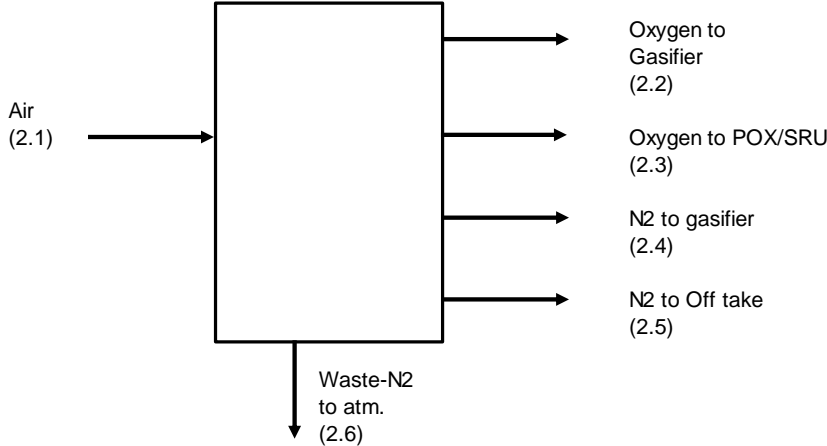 Air
(2.1)
Oxygen to
Gasifier
(2.2)
Oxygen to POX/SRU
(2.3)
N2 to gasifier
(2.4)
N2 to Off take
(2.5)
Waste-N2
to atm.
(2.6)